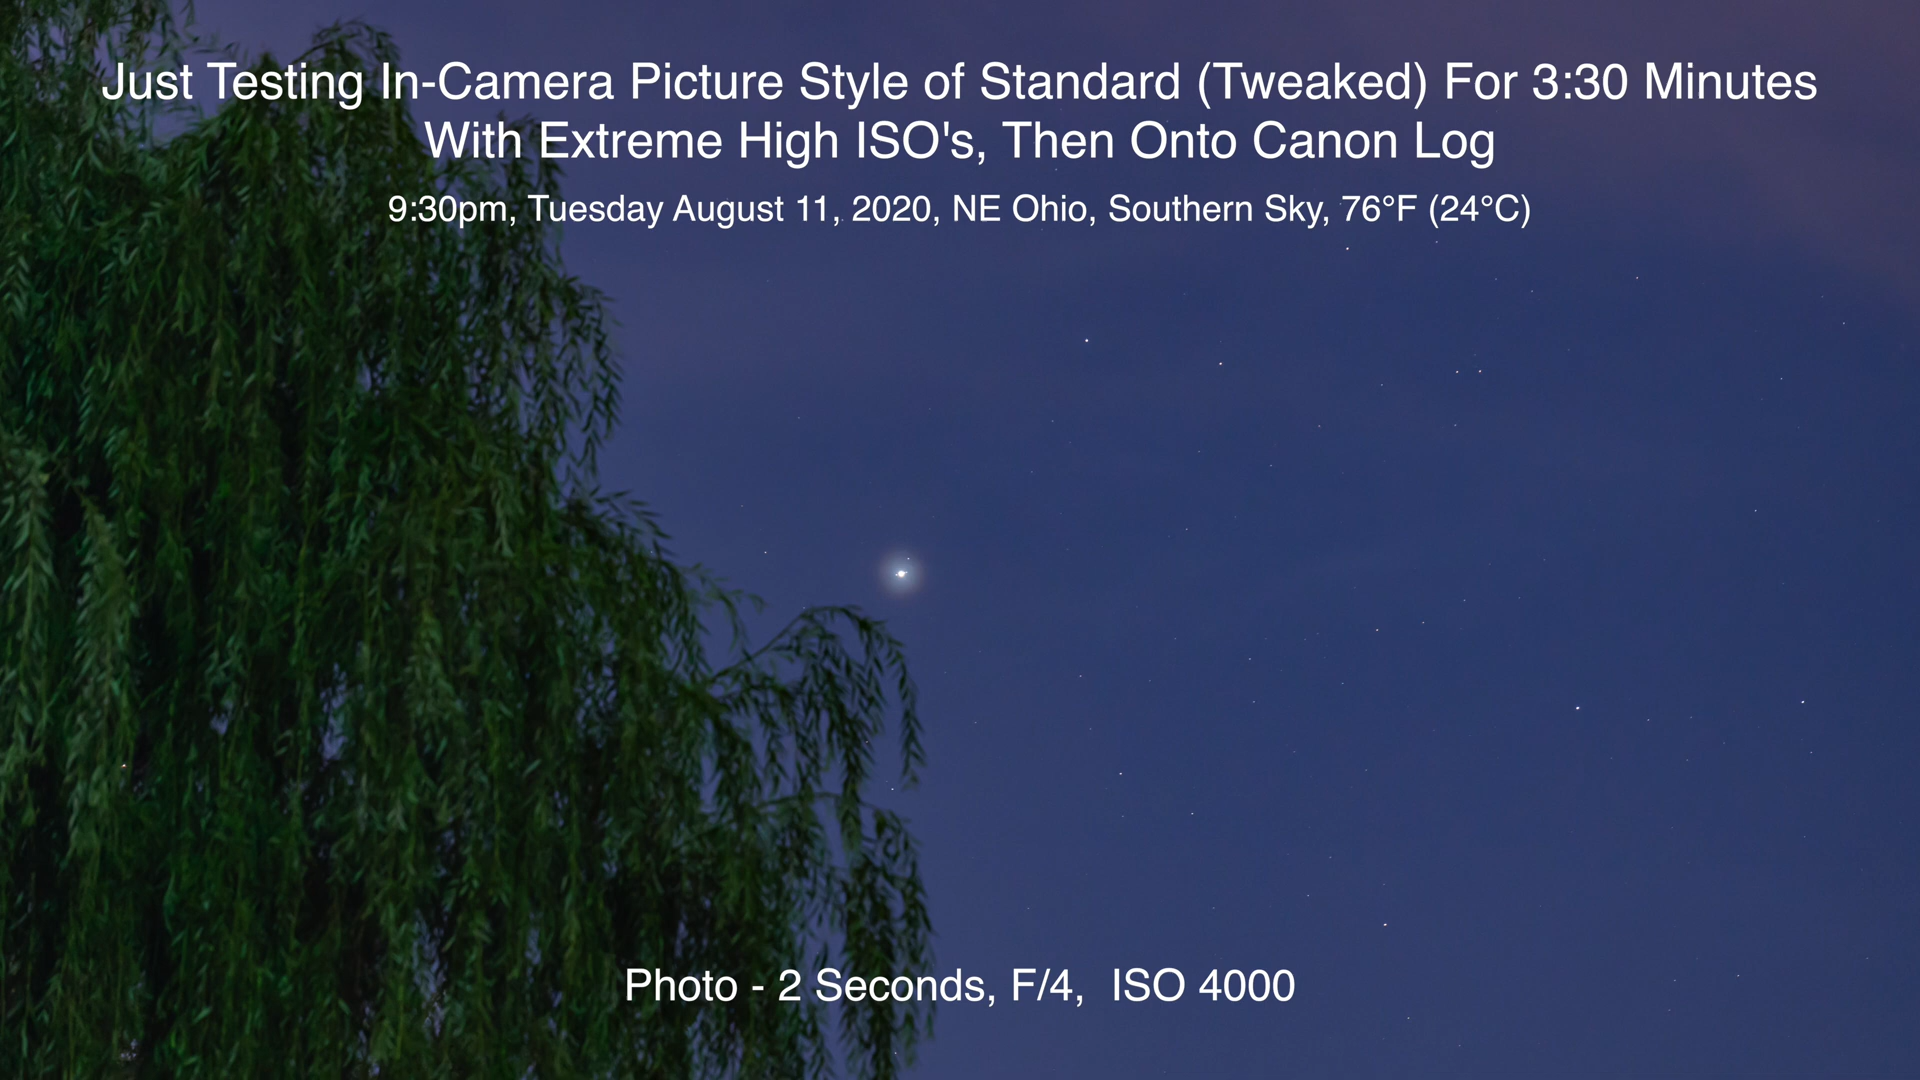 Just Testing In-Camera Picture Style of Standard (Tweaked) For 3:30 Minutes
With Extreme High ISO's, Then Onto Canon Log
9:30pm, Tuesday August 11, 2020, NE Ohio, Southern Sky, 76°F (24°C)
Photo - 2 Seconds, F/4,  ISO 4000